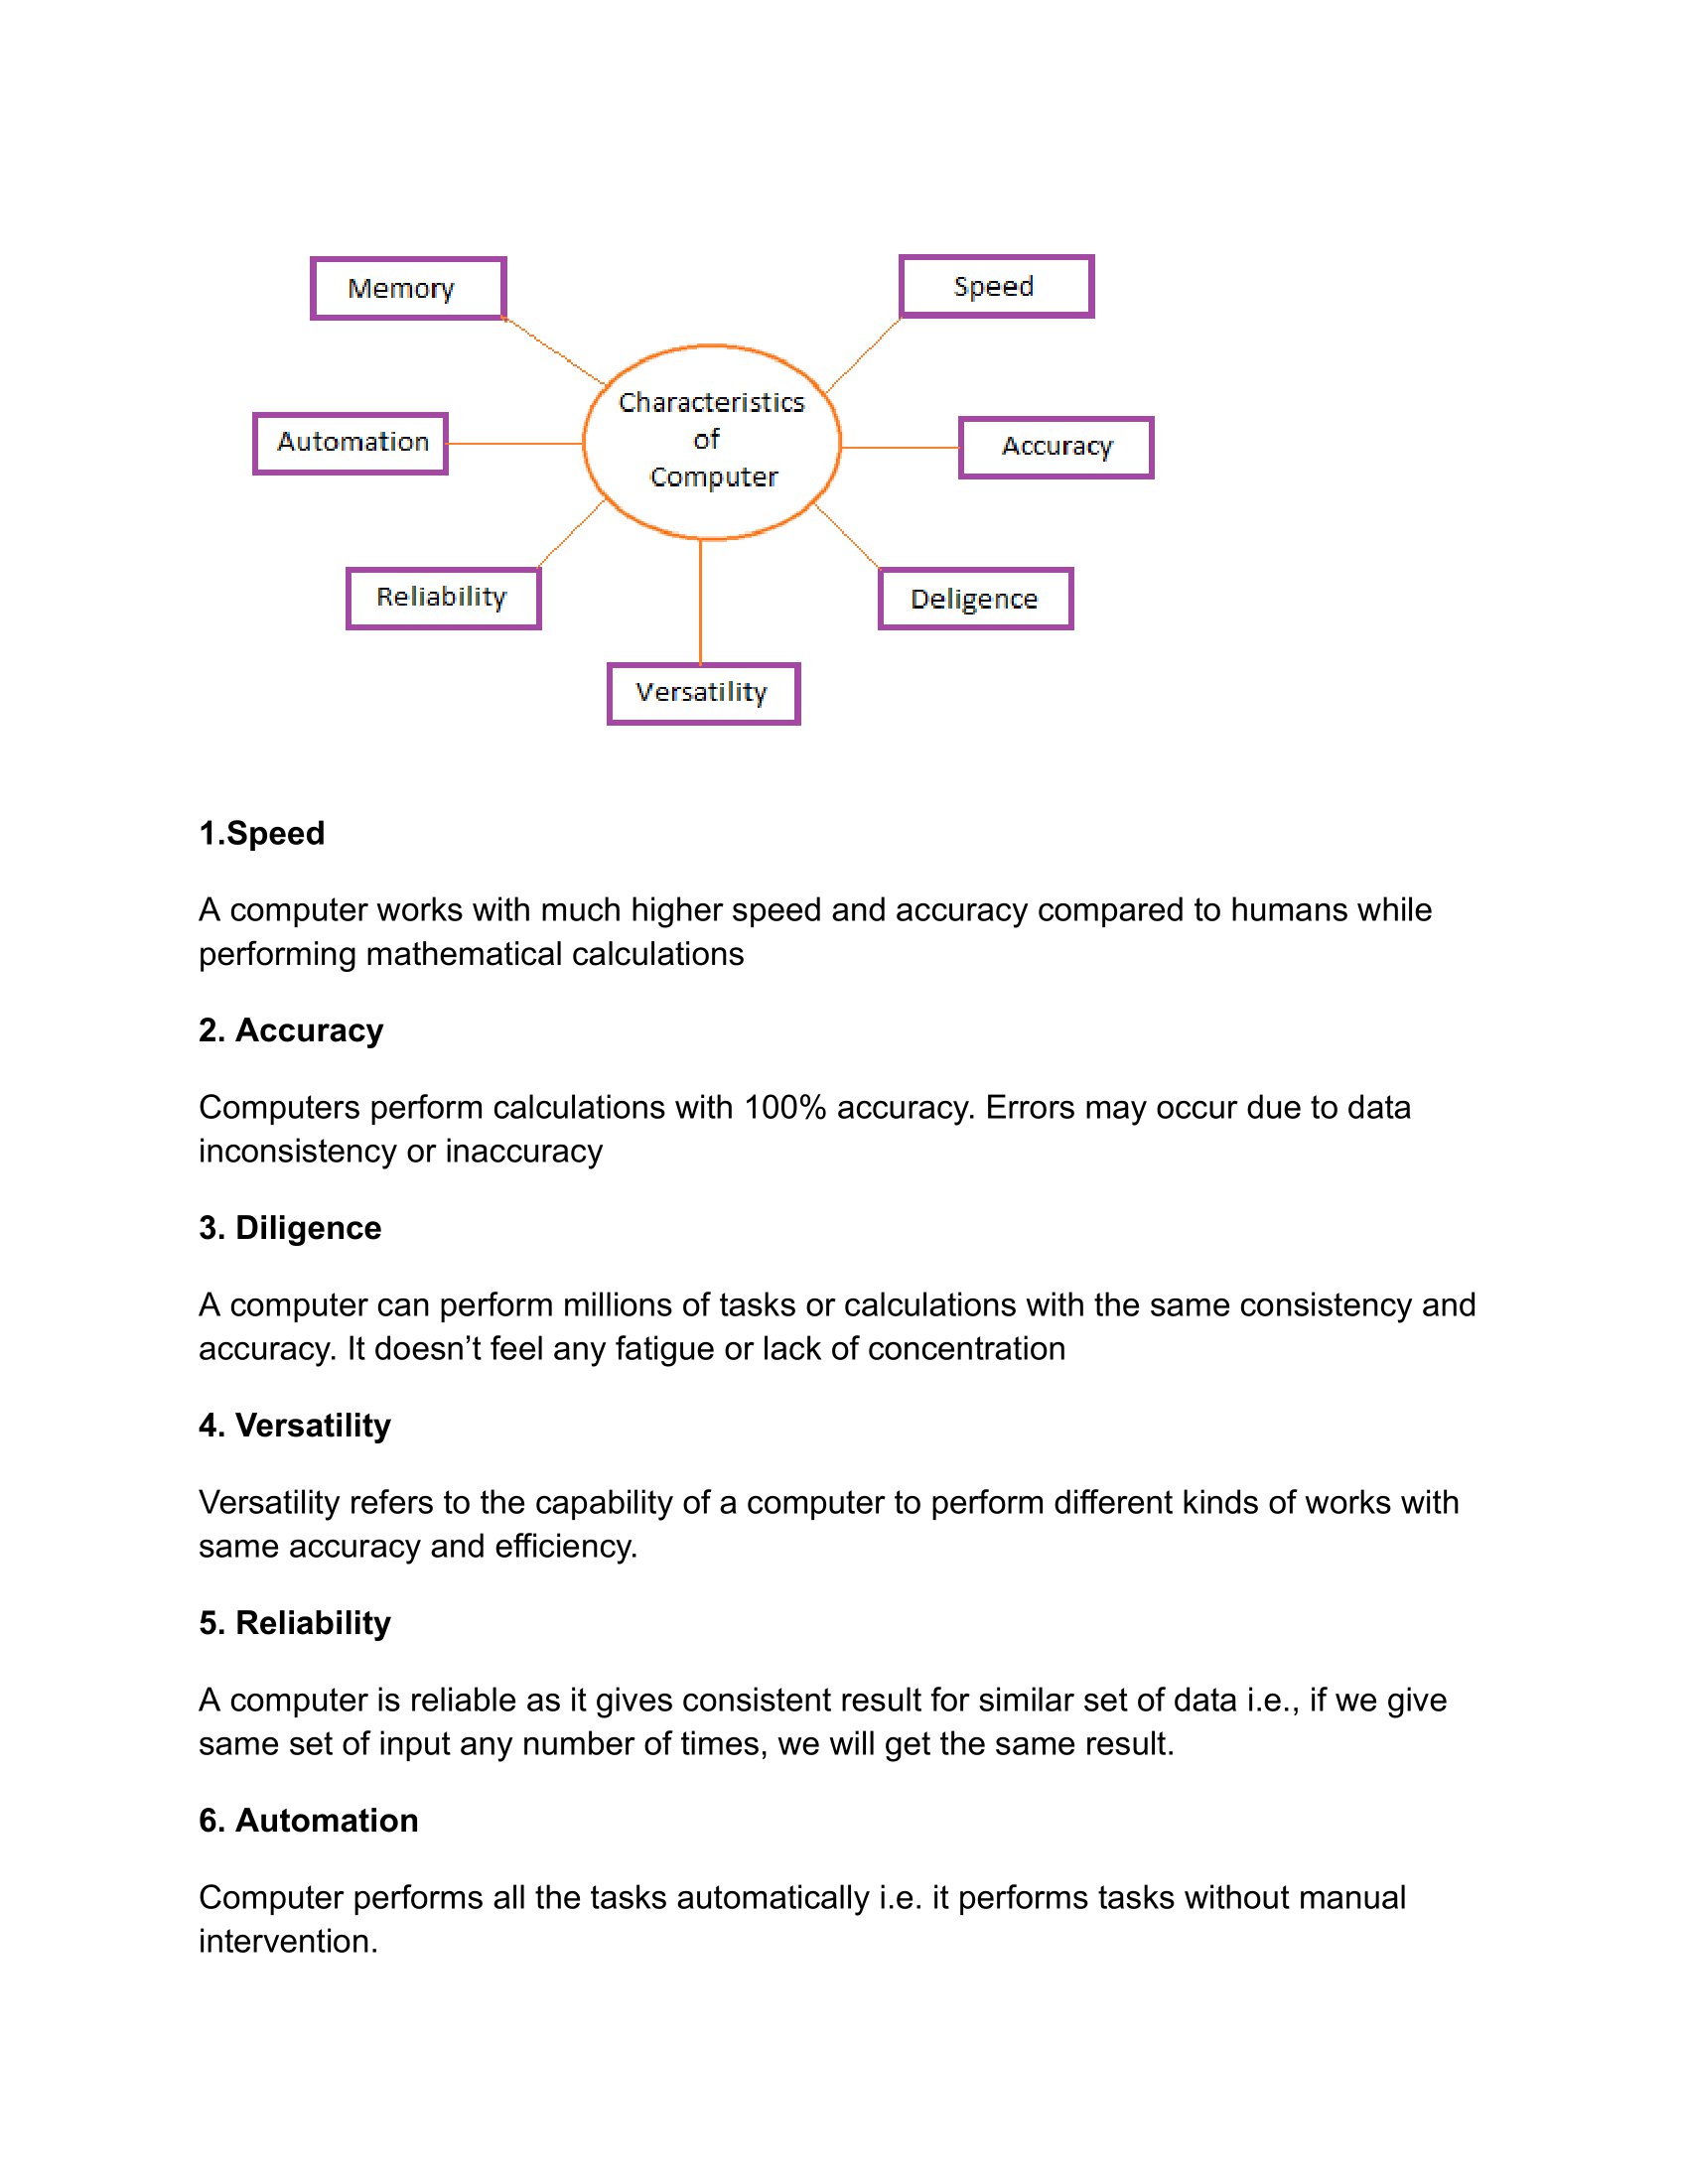 Memory
Speed
Characteristics
of
Computer
Automation
Accuracy
Reliability
Deligence
Versatility
1.Speed
A computer works with much higher speed and accuracy compared to humans while
performing mathematical calculations
2. Accuracy
Computers perform calculations with 100% accuracy. Errors may occur due to data
inconsistency or inaccuracy
3. Diligence
A computer can perform millions of tasks or calculations with the same consistency and
accuracy. It doesn’t feel any fatigue or lack of concentration
4. Versatility
Versatility refers to the capability of a computer to perform different kinds of works with
same accuracy and efficiency.
5. Reliability
A computer is reliable as it gives consistent result for similar set of data i.e., if we give
same set of input any number of times, we will get the same result.
6. Automation
Computer performs all the tasks automatically i.e. it performs tasks without manual
intervention.